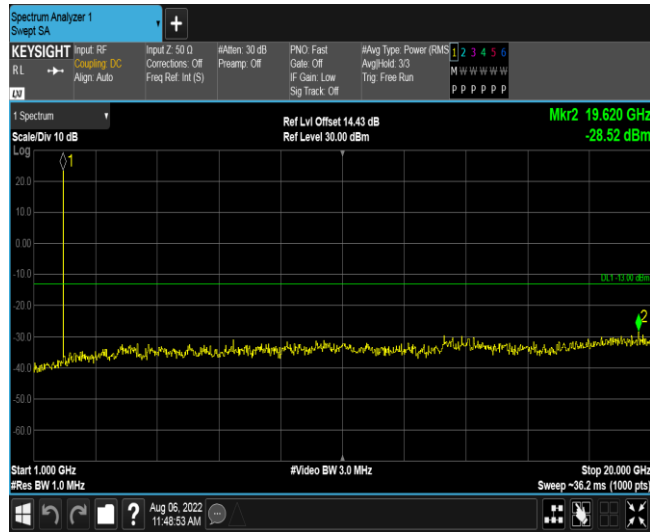 Spectrum Analyzer 1
Swept SA
+
KEYSIGHT
RL
LXI
Input: RF
Coupling: DC
Align: Auto
Input Z: 50 Ω
Corrections: Off
Freq Ref: Int (S)
#Atten: 30 dB
Preamp: Off
PNO: Fast
Gate: Off
IF Gain: Low
Sig Track: Off
#Avg Type: Power (RMS
Avg|Hold: 3/3
Trig: Free Run
1 2 3 4 5 6
M W W W W W
P P P P P P
1 Spectrum
Scale/Div 10 dB
Ref Lvl Offset 14.43 dB
Ref Level 30.00 dBm
Mkr2 19.620 GHz
-28.52 dBm
Log
1
20.0
10.0
0.00
-10.0
DL1 -13.00 dBm
-20.0
2
-30.0
-40.0
-50.0
-60.0
Start 1.000 GHz
#Video BW 3.0 MHz
Stop 20.000 GHz
#Res BW 1.0 MHz
Sweep ~36.2 ms (1000 pts)
?
Aug 06, 2022
11:48:53 AM